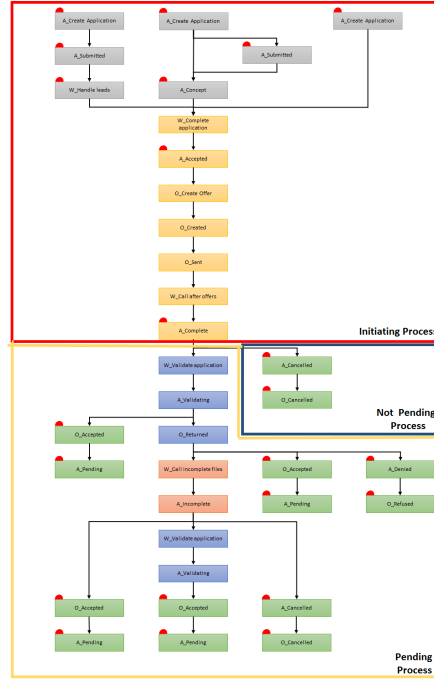 A_Create Application
A_Create Application
A_Create Application
A_Submitted
A_Submitted
W_Handle leads
A_Concept
W_Complete
application
A_Accepted
O_Create Offer
O_Created
O_Sent
W_Call after offers
A_Complete
Initiating Process
W_Validate application
A_Cancelled
A_Validating
O_Cancelled
Not Pending
Process
O_Accepted
O_Returned
A_Pending
W_Call incomplete files
O_Accepted
A_Denied
A_Incomplete
A_Pending
O_Refused
W_Validate application
A_Validating
O_Accepted
O_Accepted
A_Cancelled
A_Pending
A_Pending
O_Cancelled
Pending
Process